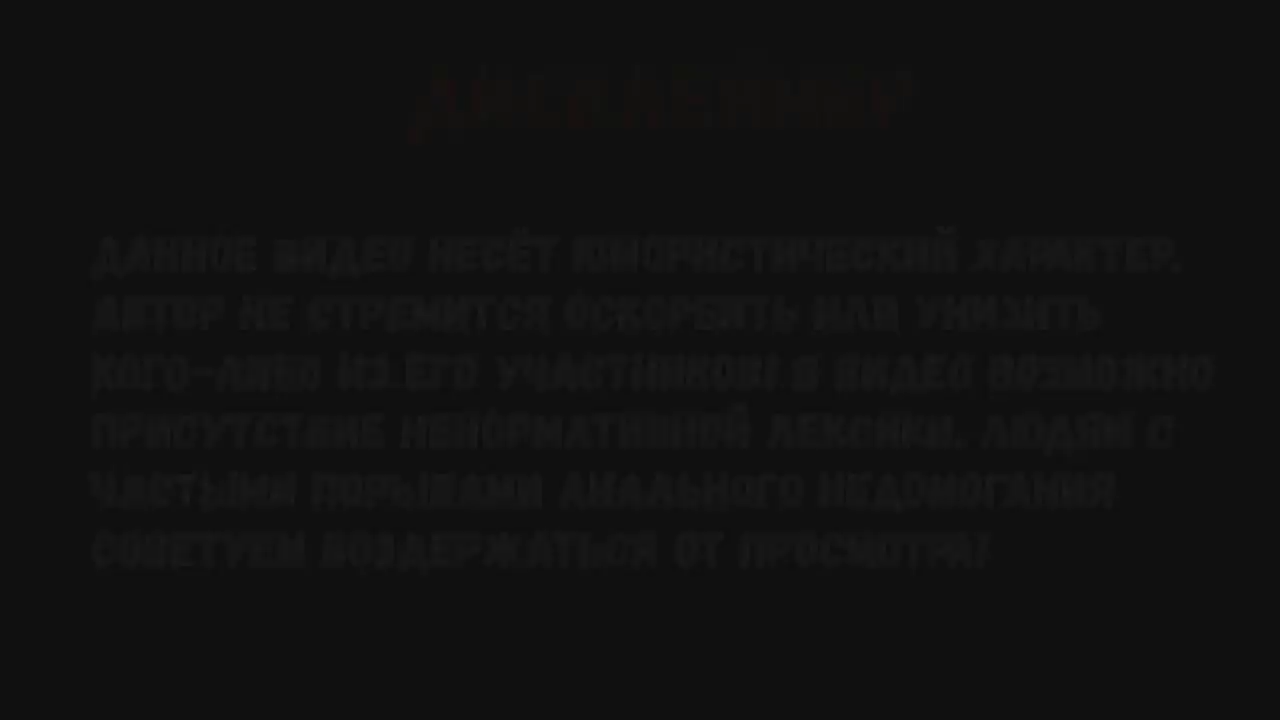 ДИСКЛЕЙМЕР
ДАННОЕ ВИДЕО НЕСЁТ ЮМОРИСТИЧЕСКИЙ ХАРАКТЕР.
АВТОР НЕ СТРЕМИТСЯ ОСКОРБИТЬ ИЛИ УНИЗИТЬ
КОГО-ЛИБО ИЗ ЕГО УЧАСТНИКОВ! В ВИДЕО ВОЗМОЖНО
ПРИСУТСТВИЕ НЕНОРМАТИВНОЙ ЛЕКСИКИ. ЛЮДЯМ С
ЧАСТЫМИ ПОРЫВАМИ АНАЛЬНОГО НЕДОМОГАНИЯ
СОВЕТУЕМ ВОЗДЕРЖАТЬСЯ ОТ ПРОСМОТРА!